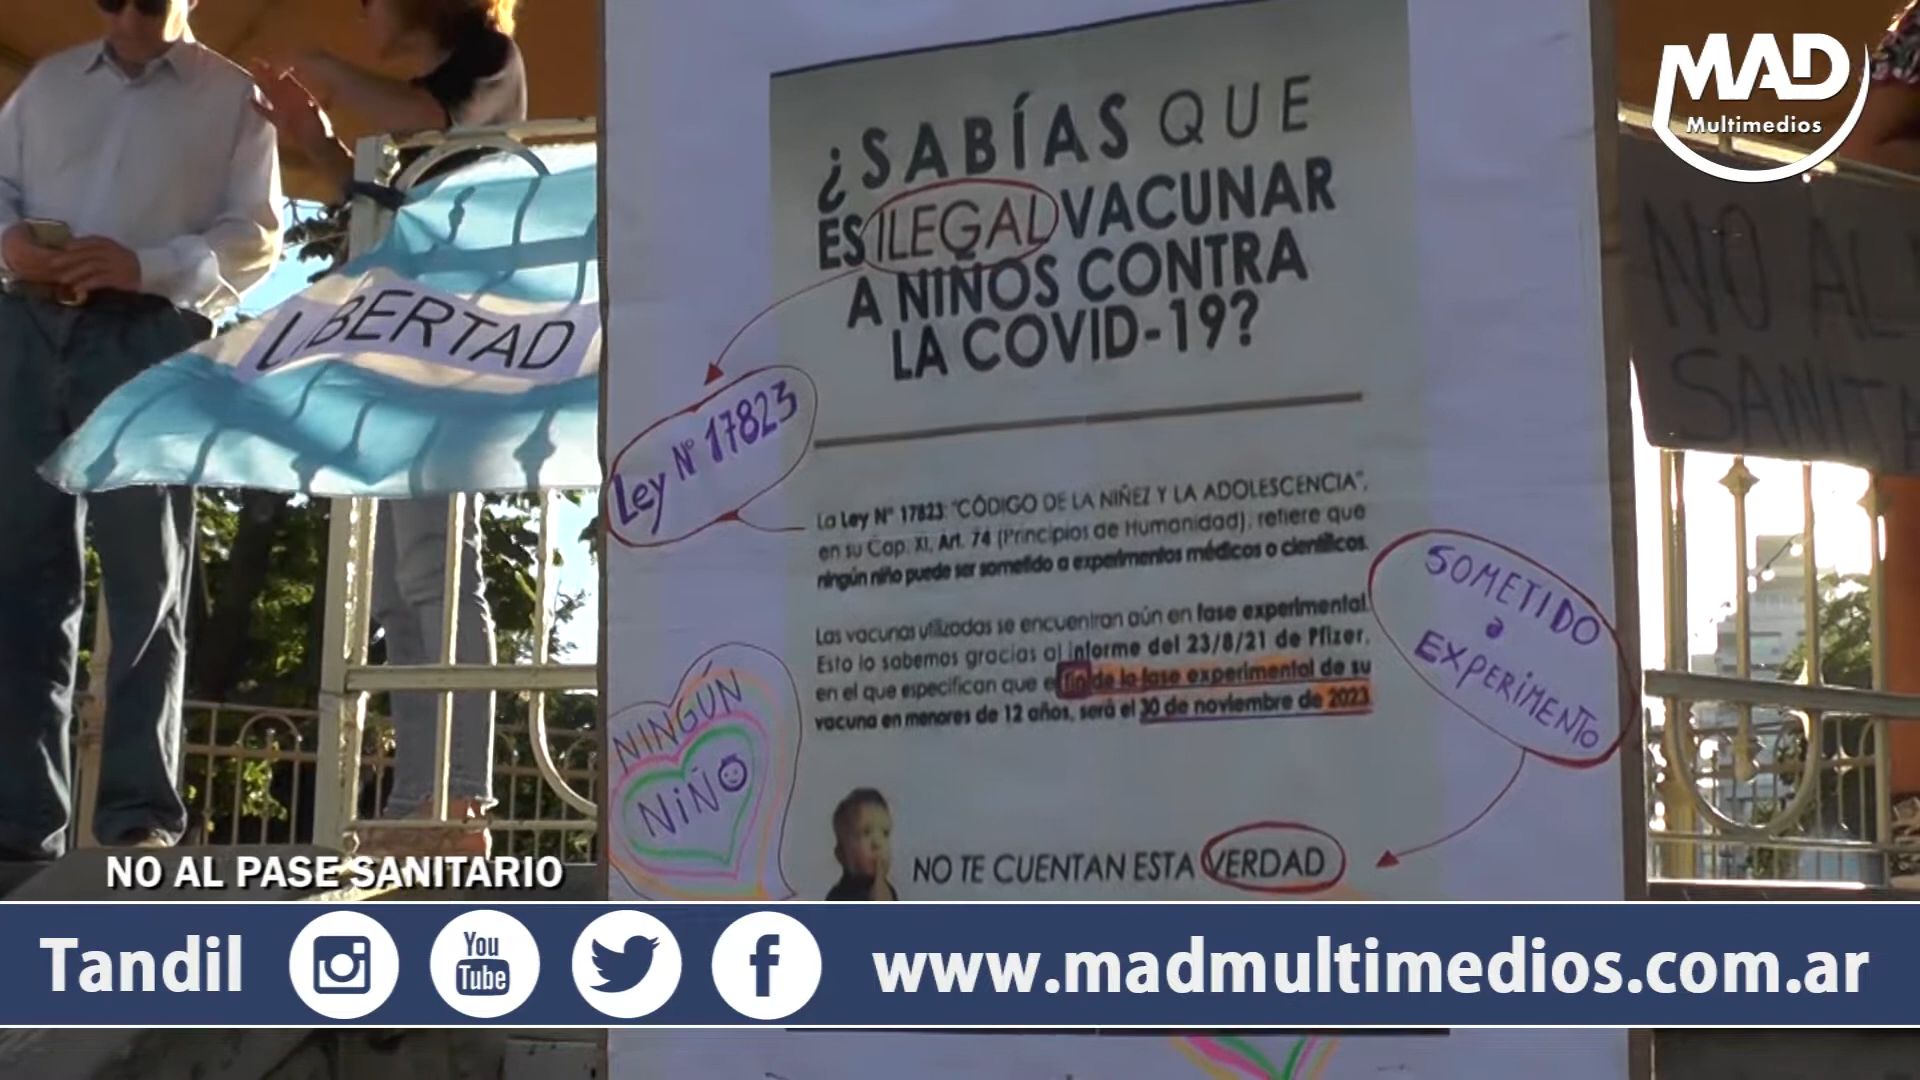 MAD
Multimedios
¿SABÍAS QUE
ES ILEGAL VACUNAR
A NIÑOS CONTRA
LA COVID-19?
LIBERTAD
NO AL
SANITA
Ley Nº 17823
La Ley Nº 17823: "CÓDIGO DE LA NIÑEZ Y LA ADOLESCENCIA",
en su Cap. XI, Art. 74 (Principios de Humanidad), refiere que
ningún niño puede ser sometido a experimentos médicos o científicos.
Las vacunas utilizadas se encuentran aún en fase experimental.
Esto lo sabemos gracias al informe del 23/8/21 de Pfizer,
en el que especifican que el fin de la fase experimental de su
vacuna en menores de 12 años, será el 30 de noviembre de 2023
SOMETIDO
a
EXPERIMENTO
NINGÚN
NIÑO
NO TE CUENTAN ESTA VERDAD
NO AL PASE SANITARIO
Tandil
You
Tube
www.madmultimedios.com.ar